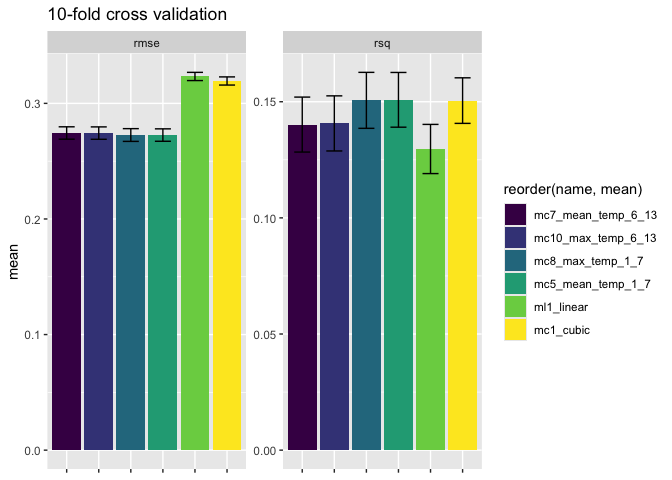 10-fold cross validation
rmse
rsq
mean
0.3
0.2
0.1
0.0
0.15
0.10
0.05
0.00
reorder(name, mean)
mc7_mean_temp_6_13
mc10_max_temp_6_13
mc8_max_temp_1_7
mc5_mean_temp_1_7
ml1_linear
mc1_cubic